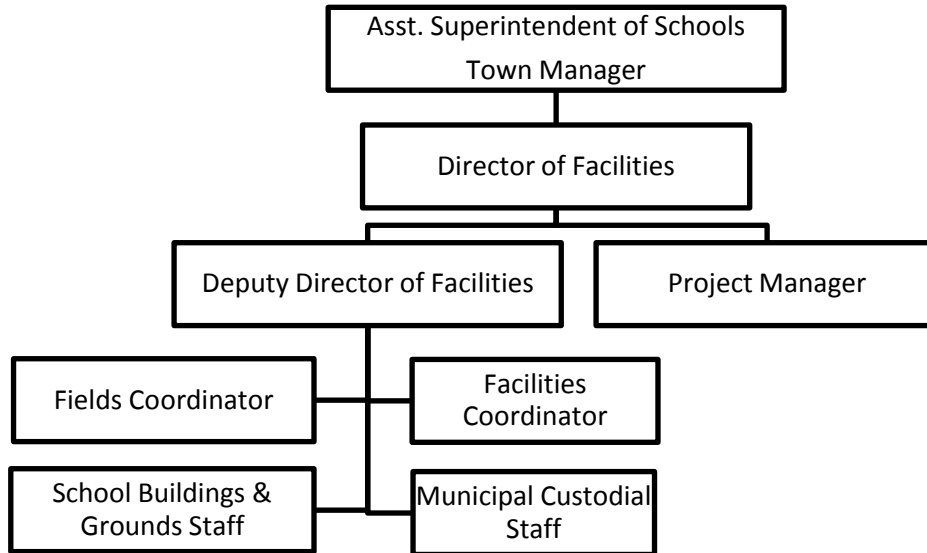 Asst. Superintendent of Schools
Town Manager
Director of Facilities
Deputy Director of Facilities
Project Manager
Fields Coordinator
Facilities
Coordinator
School Buildings &
Grounds Staff
Municipal Custodial
Staff